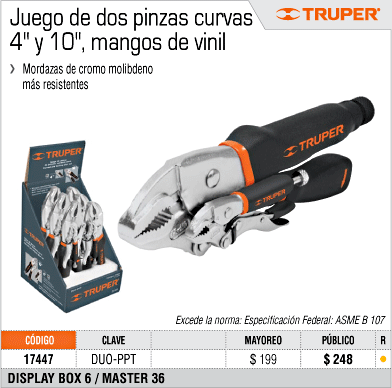 Juego de dos pinzas curvas
4" y 10", mangos de vinil
TRUPER®
Mordazas de cromo molibdeno
más resistentes
TRUPER
TRUPER
TRUPER
Excede la norma: Especificación Federal: ASME B 107
CÓDIGO CLAVE MAYOREO PÚBLICO R
17447 DUO-PPT $ 199 $ 248
DISPLAY BOX 6 / MASTER 36